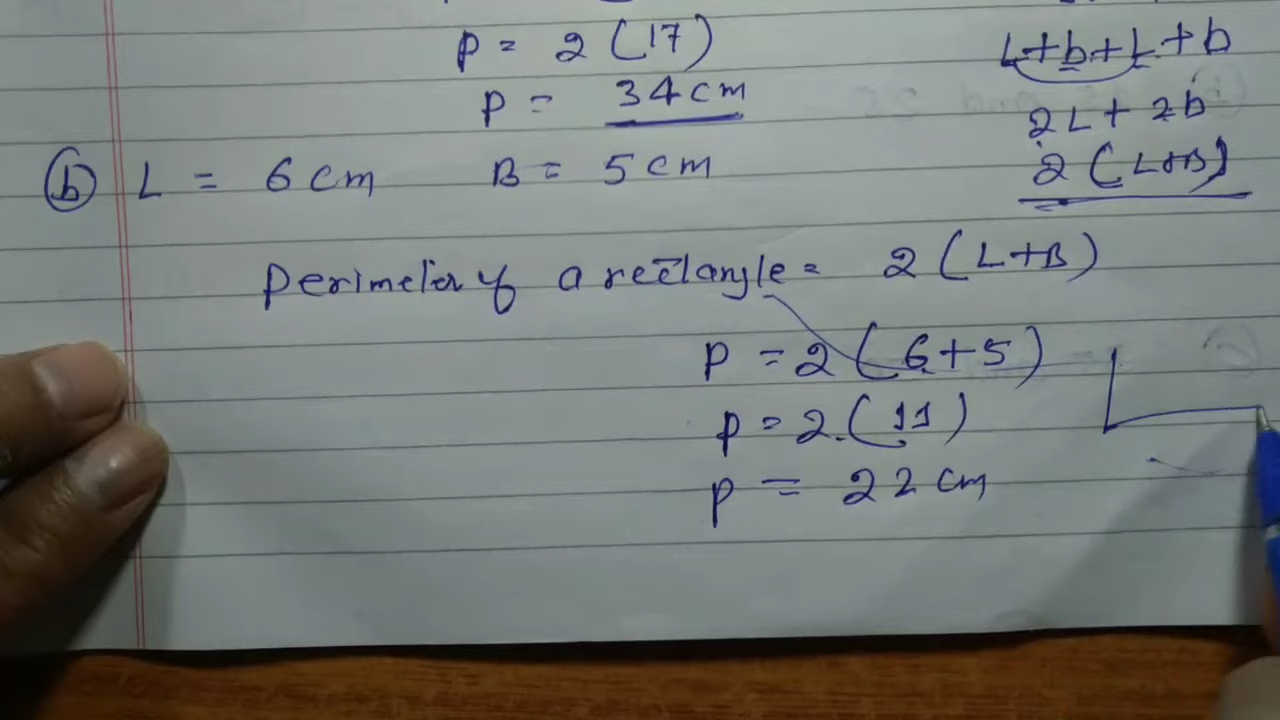 P = 2 (17)
P = 34 cm
L+b+L+b
2L + 2b
2 (L+B)
(b) L = 6 cm B = 5 cm
Perimeter of a rectangle = 2 (L+B)
P = 2 (6+5)
P = 2 (11)
P = 22 cm